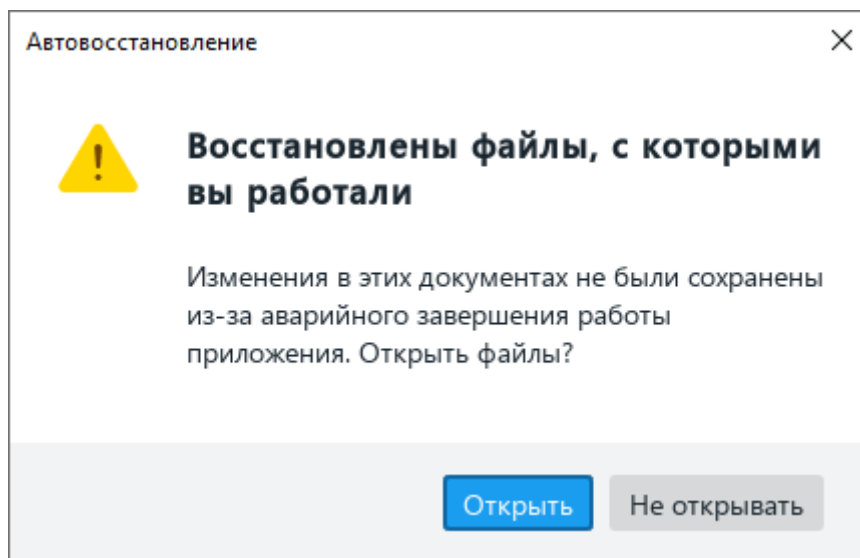 Автовосстановление
Восстановлены файлы, с которыми
вы работали
Изменения в этих документах не были сохранены
из-за аварийного завершения работы
приложения. Открыть файлы?
Открыть
Не открывать